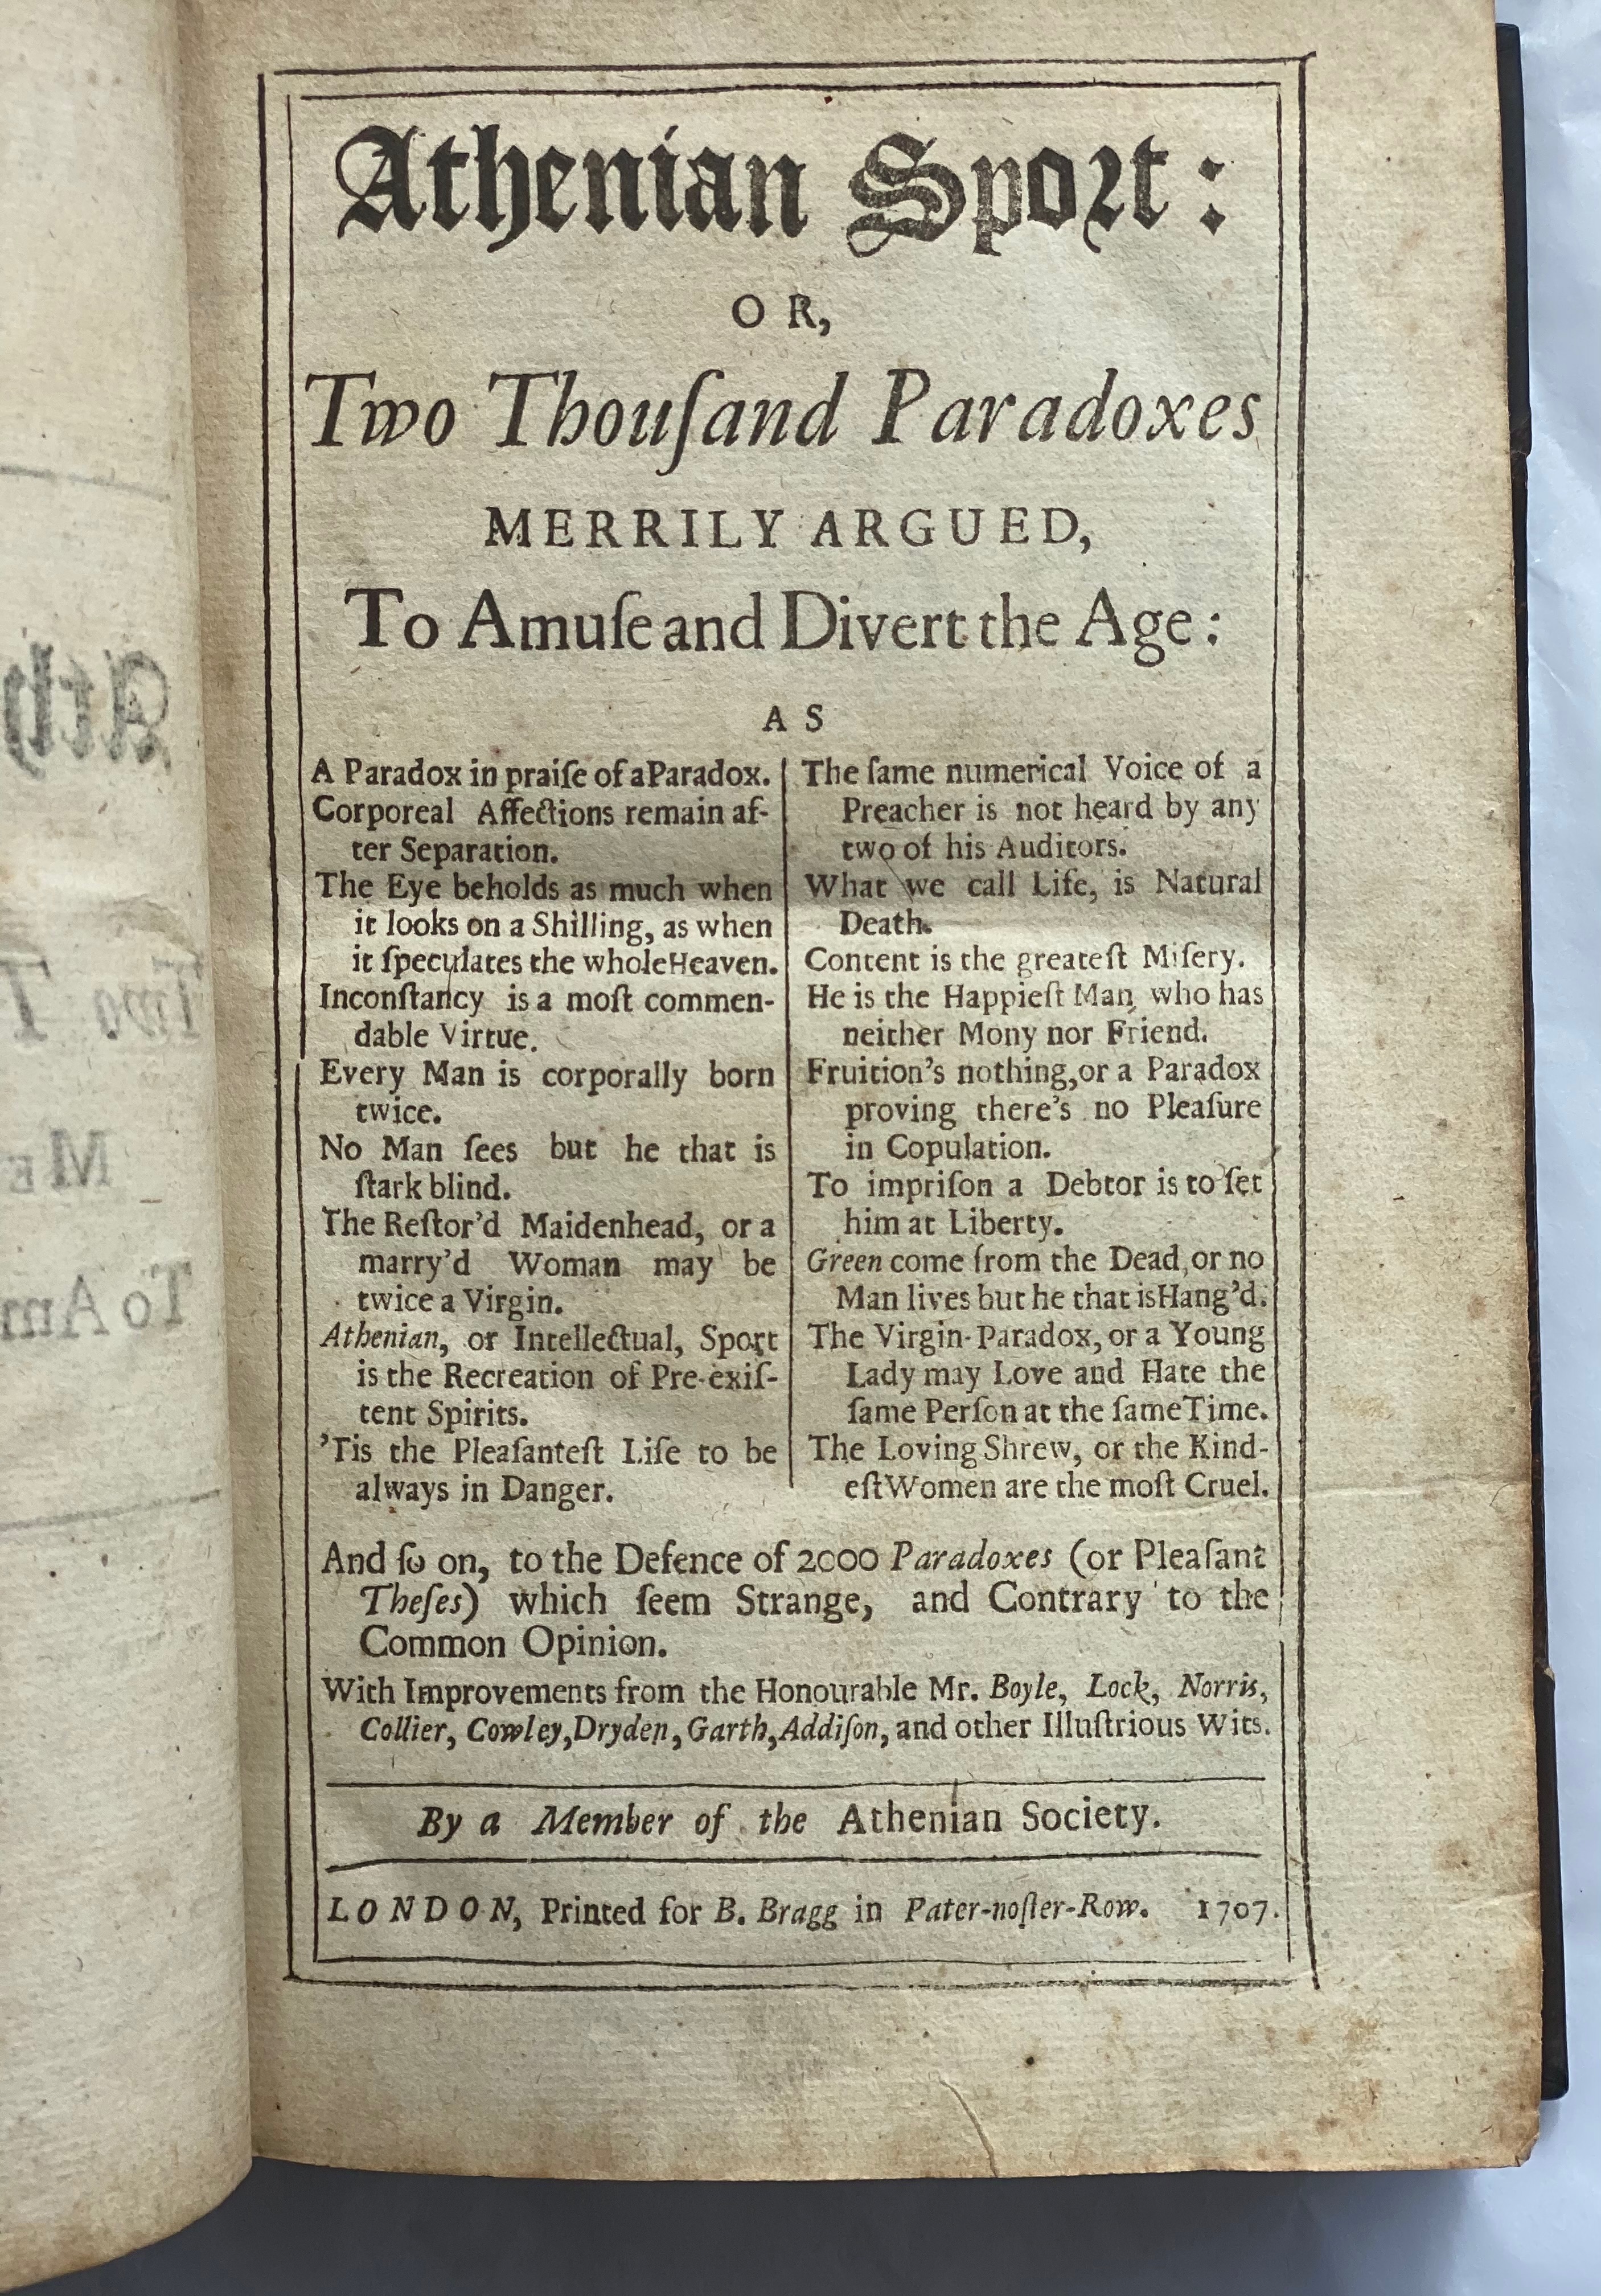 Athenian Sport:
OR,
Two Thouſand Paradoxes
MERRILY ARGUED,
To Amuſe and Divert the Age:
AS
A Paradox in praiſe of a Paradox.
Corporeal Affections remain af-
ter Separation.
The Eye beholds as much when
it looks on a Shilling, as when
it ſpeculates the whole Heaven.
Inconſtancy is a moſt commen-
dable Virtue.
Every Man is corporally born
twice.
No Man ſees but he that is
ſtark blind.
The Reſtor'd Maidenhead, or a
marry'd Woman may be
twice a Virgin.
Athenian, or Intellectual, Sport
is the Recreation of Pre-exiſ-
tent Spirits.
'Tis the Pleaſanteſt Life to be
always in Danger.
The ſame numerical Voice of a
Preacher is not heard by any
two of his Auditors.
What we call Life, is Natural
Death.
Content is the greateſt Miſery.
He is the Happieſt Man who has
neither Mony nor Friend.
Fruition's nothing, or a Paradox
proving there's no Pleaſure
in Copulation.
To impriſon a Debtor is to ſet
him at Liberty.
Green come from the Dead, or no
Man lives but he that is Hang'd.
The Virgin-Paradox, or a Young
Lady may Love and Hate the
ſame Perſon at the ſame Time.
The Loving Shrew, or the Kind-
eſt Women are the moſt Cruel.
And ſo on, to the Defence of 2000 Paradoxes (or Pleaſant
Theſes) which ſeem Strange, and Contrary to the
Common Opinion.
With Improvements from the Honourable Mr. Boyle, Lock, Norris,
Collier, Cowley, Dryden, Garth, Addiſon, and other Illuſtrious Wits.
By a Member of the Athenian Society.
LONDON, Printed for B. Bragg in Pater-noſter-Row. 1707.